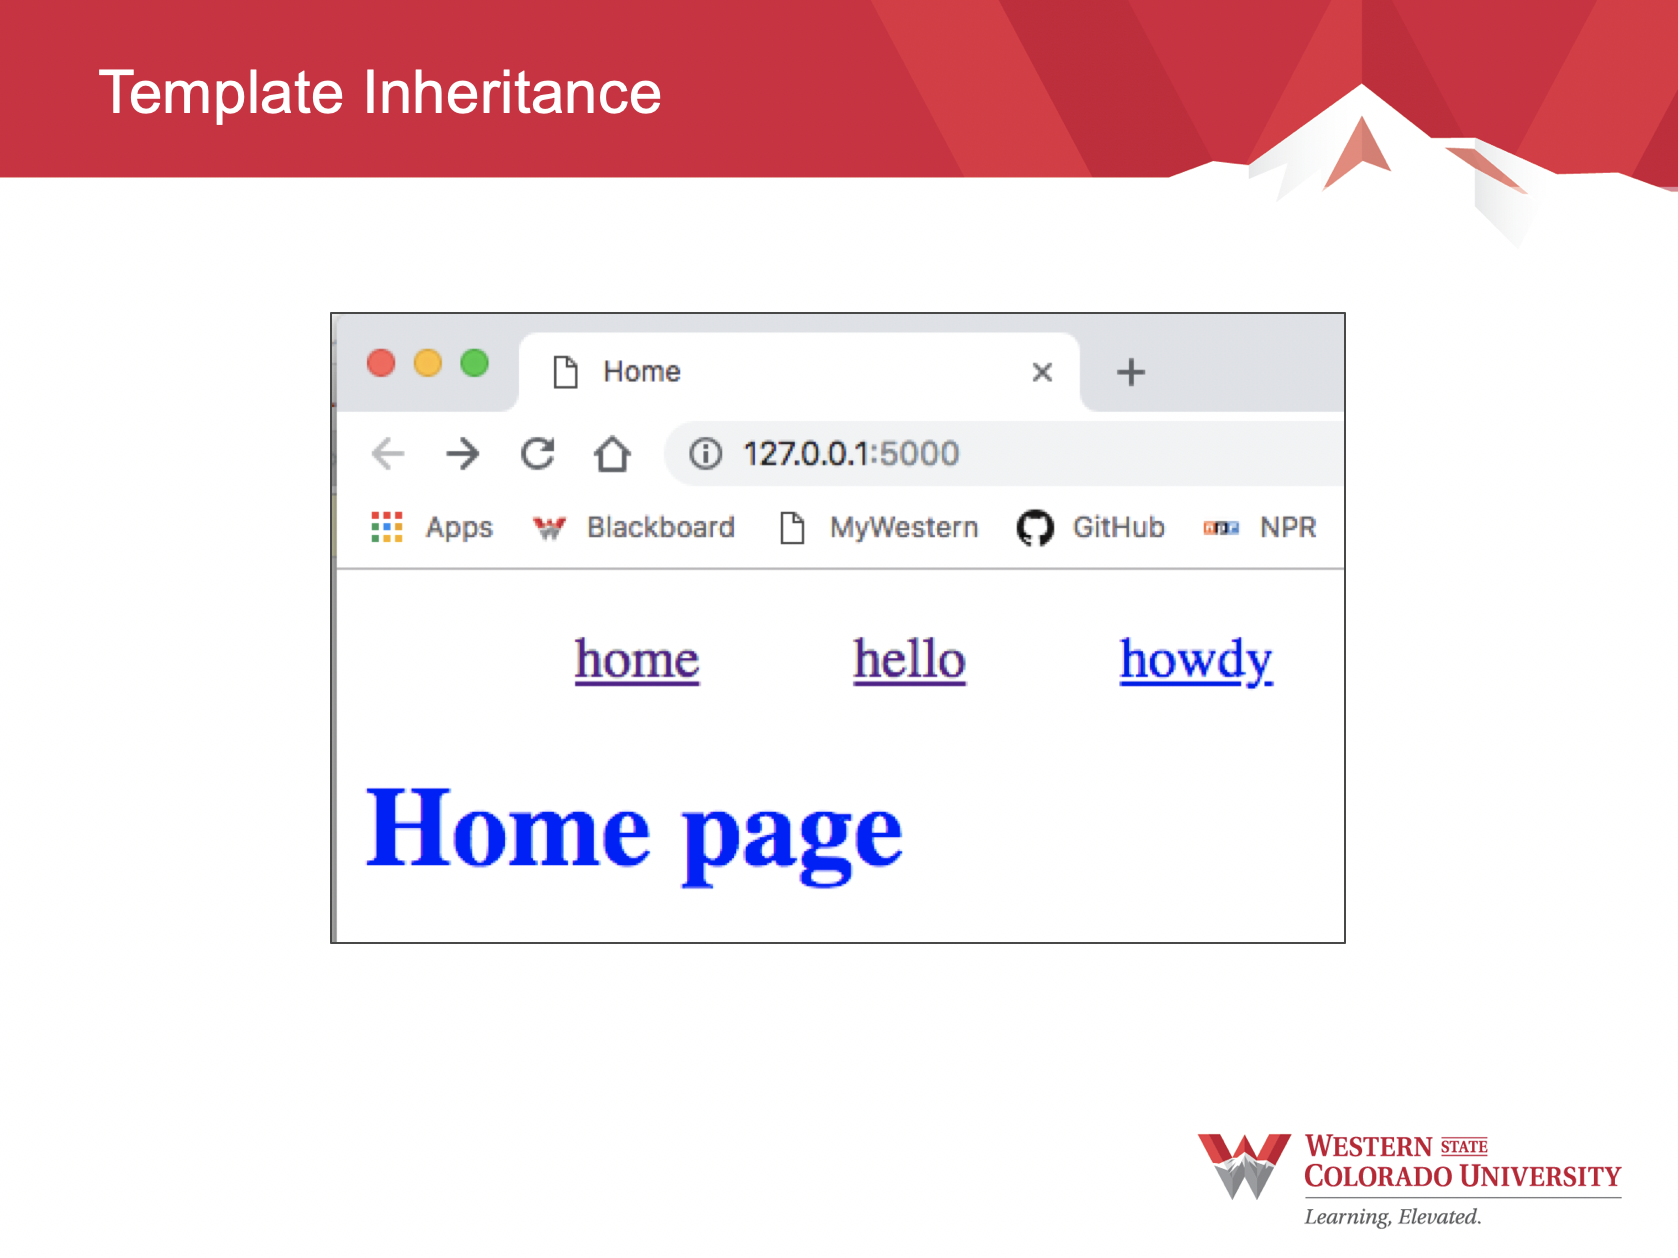 Template Inheritance
Home
127.0.0.1:5000
Apps Blackboard MyWestern GitHub NPR
home hello howdy
Home page
WESTERN STATE
COLORADO UNIVERSITY
Learning, Elevated.